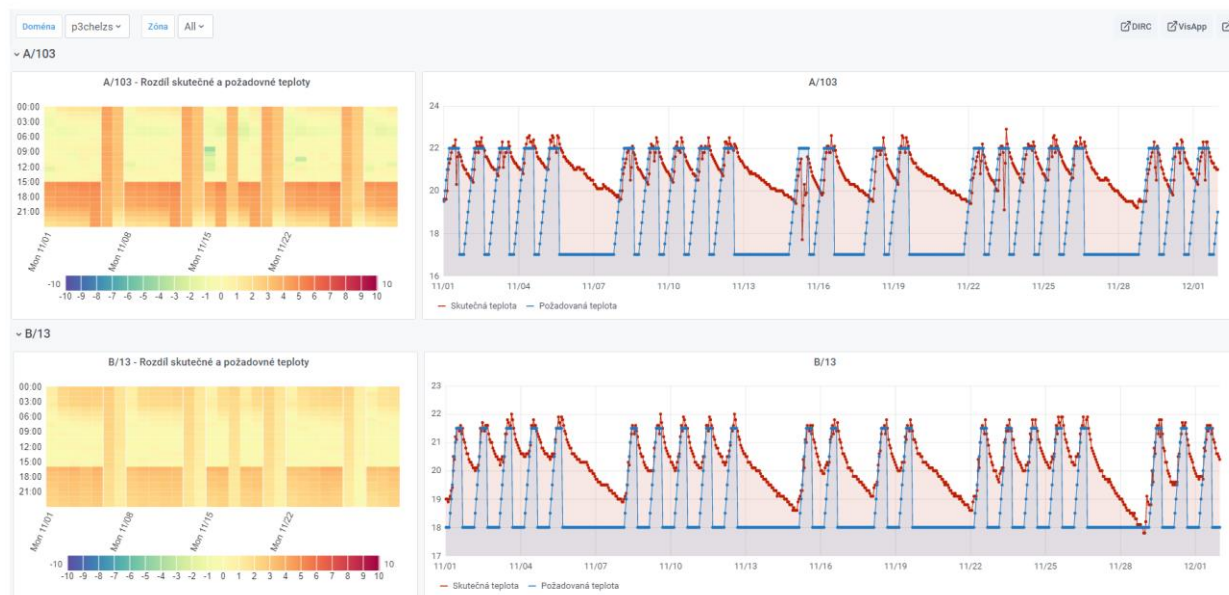 Doména p3chelzs Zóna All DIRC VisApp
A/103
A/103 - Rozdíl skutečné a požadovné teploty
00:00
03:00
06:00
09:00
12:00
15:00
18:00
21:00
Mon 11/01 Mon 11/08 Mon 11/15 Mon 11/22
-10 10
-10 -9 -8 -7 -6 -5 -4 -3 -2 -1 0 1 2 3 4 5 6 7 8 9 10
A/103
24
22
20
18
16
11/01 11/04 11/07 11/10 11/13 11/16 11/19 11/22 11/25 11/28 12/01
Skutečná teplota Požadovaná teplota
B/13
B/13 - Rozdíl skutečné a požadovné teploty
00:00
03:00
06:00
09:00
12:00
15:00
18:00
21:00
Mon 11/01 Mon 11/08 Mon 11/15 Mon 11/22
-10 10
-10 -9 -8 -7 -6 -5 -4 -3 -2 -1 0 1 2 3 4 5 6 7 8 9 10
B/13
23
22
21
20
19
18
17
11/01 11/04 11/07 11/10 11/13 11/16 11/19 11/22 11/25 11/28 12/01
Skutečná teplota Požadovaná teplota